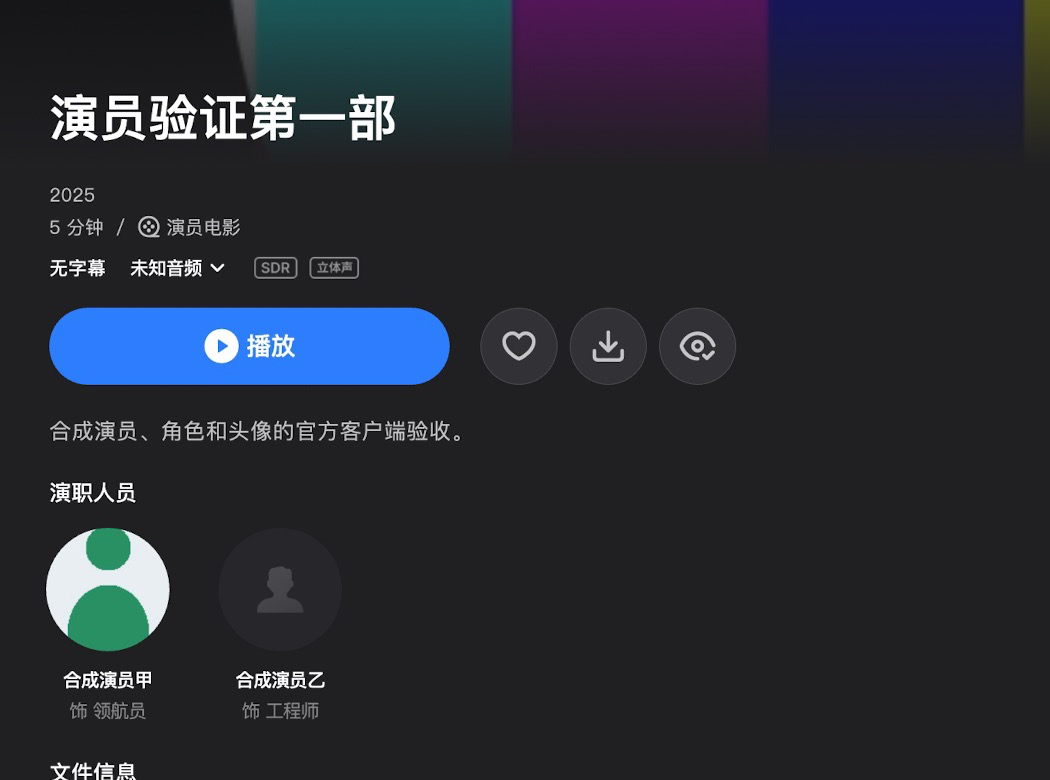 演员验证第一部
2025
5 分钟 / 演员电影
无字幕 未知音频 SDR 立体声
播放
合成演员、角色和头像的官方客户端验收。
演职人员
合成演员甲 合成演员乙
饰 领航员 饰 工程师
文件信息